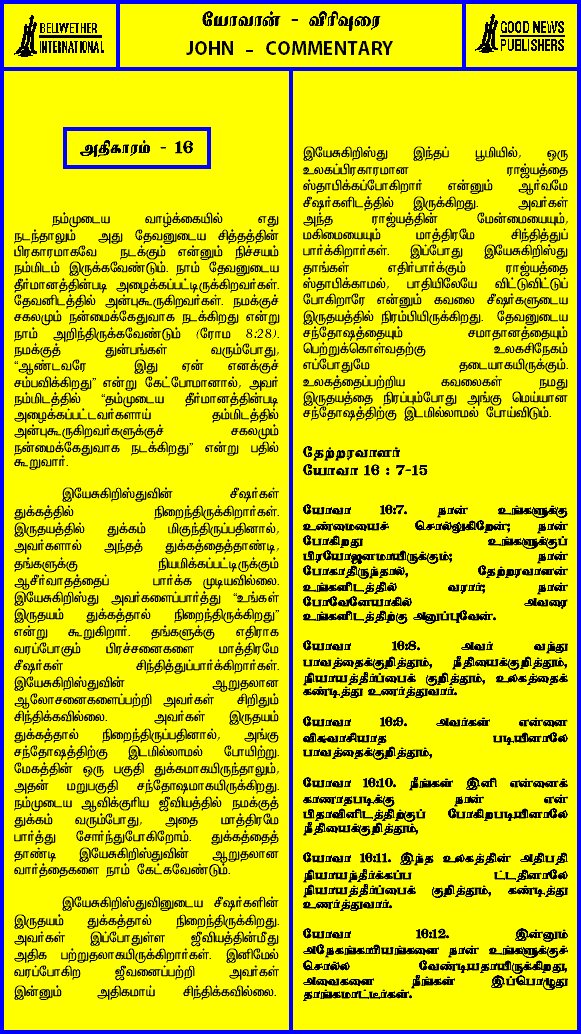 BELWETHER
INTERNATIONAL
யோவான் - விரிவுரை
JOHN - COMMENTARY
GOOD NEWS
PUBLISHERS
அதிகாரம் - 16
நம்முடைய வாழ்க்கையில் எது
நடந்தாலும் அது தேவனுடைய சித்தத்தின்
பிரகாரமாகவே நடக்கும் என்னும் நிச்சயம்
நம்மிடம் இருக்கவேண்டும். நாம் தேவனுடைய
தீர்மானத்தின்படி அழைக்கப்பட்டிருக்கிறவர்கள்.
தேவனிடத்தில் அன்புகூருகிறவர்கள். நமக்குச்
சகலமும் நன்மைக்கேதுவாக நடக்கிறது என்று
நாம் அறிந்திருக்கவேண்டும் (ரோம 8:28).
நமக்குத் துன்பங்கள் வரும்போது,
“ஆண்டவரே இது ஏன் எனக்குச்
சம்பவிக்கிறது” என்று கேட்போமானால், அவர்
நம்மிடத்தில் “தம்முடைய தீர்மானத்தின்படி
அழைக்கப்பட்டவர்களாய் தம்மிடத்தில்
அன்புகூருகிறவர்களுக்குச் சகலமும்
நன்மைக்கேதுவாக நடக்கிறது” என்று பதில்
கூறுவார்.
இயேசுகிறிஸ்துவின் சீஷர்கள்
துக்கத்தில் நிறைந்திருக்கிறார்கள்.
இருதயத்தில் துக்கம் மிகுந்திருப்பதினால்,
அவர்களால் அந்தத் துக்கத்தைத்தாண்டி,
தங்களுக்கு நியமிக்கப்பட்டிருக்கும்
ஆசீர்வாதத்தைப் பார்க்க முடியவில்லை.
இயேசுகிறிஸ்து அவர்களைப்பார்த்து “உங்கள்
இருதயம் துக்கத்தால் நிறைந்திருக்கிறது”
என்று கூறுகிறார். தங்களுக்கு எதிராக
வரப்போகும் பிரச்சனைகளை மாத்திரமே
சீஷர்கள் சிந்தித்துப்பார்க்கிறார்கள்.
இயேசுகிறிஸ்துவின் ஆறுதலான
ஆலோசனைகளைப்பற்றி அவர்கள் சிறிதும்
சிந்திக்கவில்லை. அவர்கள் இருதயம்
துக்கத்தால் நிறைந்திருப்பதினால், அங்கு
சந்தோஷத்திற்கு இடமில்லாமல் போயிற்று.
மேகத்தின் ஒரு பகுதி துக்கமாகயிருந்தாலும்,
அதன் மறுபகுதி சந்தோஷமாகயிருக்கிறது.
நம்முடைய ஆவிக்குரிய ஜீவியத்தில் நமக்குத்
துக்கம் வரும்போது, அதை மாத்திரமே
பார்த்து சோர்ந்துபோகிறோம். துக்கத்தைத்
தாண்டி இயேசுகிறிஸ்துவின் ஆறுதலான
வார்த்தைகளை நாம் கேட்கவேண்டும்.
இயேசுகிறிஸ்துவினுடைய சீஷர்களின்
இருதயம் துக்கத்தால் நிறைந்திருக்கிறது.
அவர்கள் இப்போதுள்ள ஜீவியத்தின்மீது
அதிக பற்றுதலாகயிருக்கிறார்கள். இனிமேல்
வரப்போகிற ஜீவனைப்பற்றி அவர்கள்
இன்னும் அதிகமாய் சிந்திக்கவில்லை.
இயேசுகிறிஸ்து இந்தப் பூமியில், ஒரு
உலகப்பிரகாரமான ராஜ்யத்தை
ஸ்தாபிக்கப்போகிறார் என்னும் ஆர்வமே
சீஷர்களிடத்தில் இருக்கிறது. அவர்கள்
அந்த ராஜ்யத்தின் மேன்மையையும்,
மகிமையையும் மாத்திரமே சிந்தித்துப்
பார்க்கிறார்கள். இப்போது இயேசுகிறிஸ்து
தாங்கள் எதிர்பார்க்கும் ராஜ்யத்தை
ஸ்தாபிக்காமல், பாதியிலேயே விட்டுவிட்டுப்
போகிறாரே என்னும் கவலை சீஷர்களுடைய
இருதயத்தில் நிரம்பியிருக்கிறது. தேவனுடைய
சந்தோஷத்தையும் சமாதானத்தையும்
பெற்றுக்கொள்வதற்கு உலகசிநேகம்
எப்போதுமே தடையாகயிருக்கும்.
உலகத்தைப்பற்றிய கவலைகள் நமது
இருதயத்தை நிரப்பும்போது அங்கு மெய்யான
சந்தோஷத்திற்கு இடமில்லாமல் போய்விடும்.
தேற்றரவாளர்
யோவா 16 : 7-15
யோவா 16:7. நான் உங்களுக்கு
உண்மையைச் சொல்லுகிறேன்; நான்
போகிறது உங்களுக்குப்
பிரயோஜனமாயிருக்கும்; நான்
போகாதிருந்தால், தேற்றரவாளன்
உங்களிடத்தில் வரார்; நான்
போவேனேயாகில் அவரை
உங்களிடத்திற்கு அனுப்புவேன்.
யோவா 16:8. அவர் வந்து
பாவத்தைக்குறித்தும், நீதியைக்குறித்தும்,
நியாயத்தீர்ப்பைக் குறித்தும், உலகத்தைக்
கண்டித்து உணர்த்துவார்.
யோவா 16:9. அவர்கள் என்னை
விசுவாசியாத படியினாலே
பாவத்தைக்குறித்தும்,
யோவா 16:10. நீங்கள் இனி என்னைக்
காணாதபடிக்கு நான் என்
பிதாவினிடத்திற்குப் போகிறபடியினாலே
நீதியைக்குறித்தும்,
யோவா 16:11. இந்த உலகத்தின் அதிபதி
நியாயந்தீர்க்கப்ப ட்டதினாலே
நியாயத்தீர்ப்பைக் குறித்தும், கண்டித்து
உணர்த்துவார்.
யோவா 16:12. இன்னும்
அநேகங்காரியங்களை நான் உங்களுக்குச்
சொல்ல வேண்டியதாயிருக்கிறது,
அவைகளை நீங்கள் இப்பொழுது
தாங்கமாட்டீர்கள்.